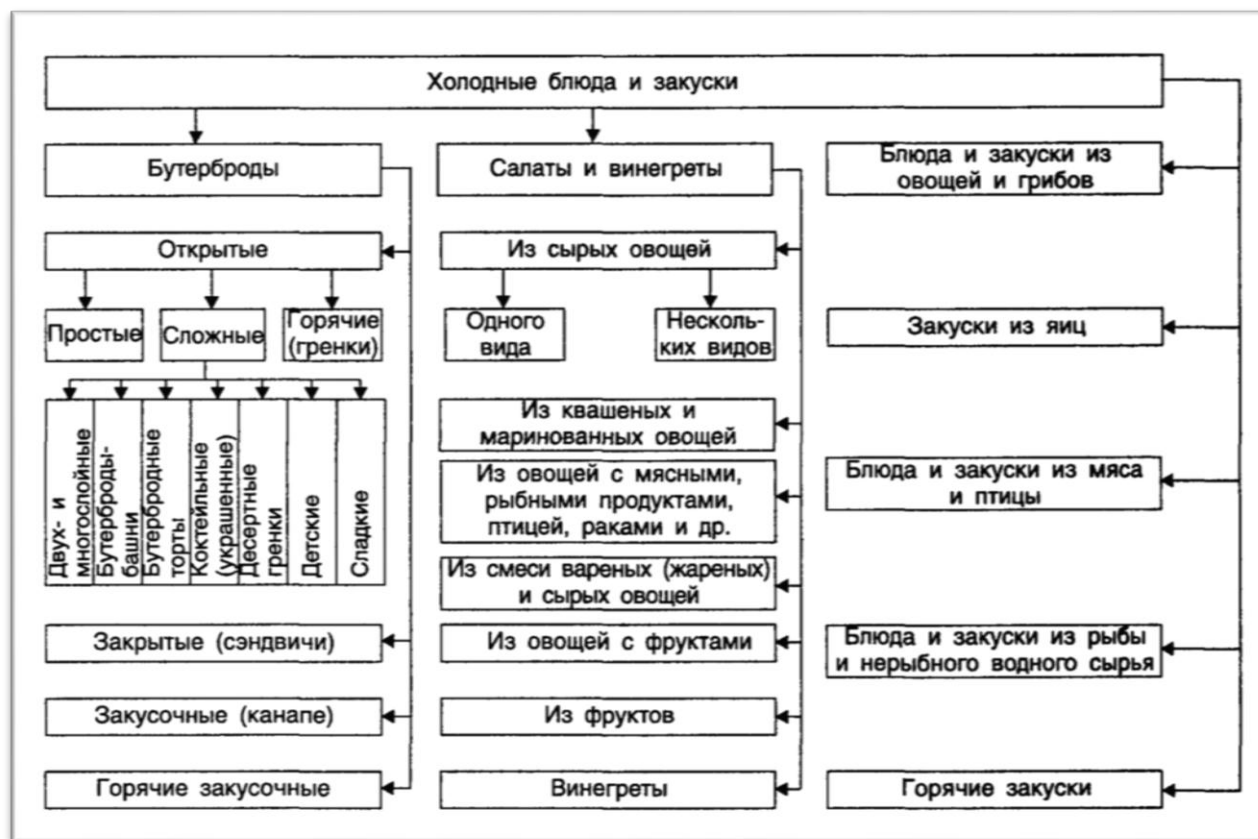 Холодные блюда и закуски
Бутерброды
Открытые
Простые
Сложные
Горячие
(гренки)
Двух- и
многослойные
Бутерброды-
башни
Бутербродные
торты
Коктейльные
(украшенные)
Десертные
гренки
Детские
Сладкие
Закрытые (сэндвичи)
Закусочные (канапе)
Горячие закусочные
Салаты и винегреты
Из сырых овощей
Одного
вида
Несколь-
ких видов
Из квашеных и
маринованных овощей
Из овощей с мясными,
рыбными продуктами,
птицей, раками и др.
Из смеси вареных (жареных)
и сырых овощей
Из овощей с фруктами
Из фруктов
Винегреты
Блюда и закуски из
овощей и грибов
Закуски из яиц
Блюда и закуски из мяса
и птицы
Блюда и закуски из рыбы
и нерыбного водного сырья
Горячие закуски